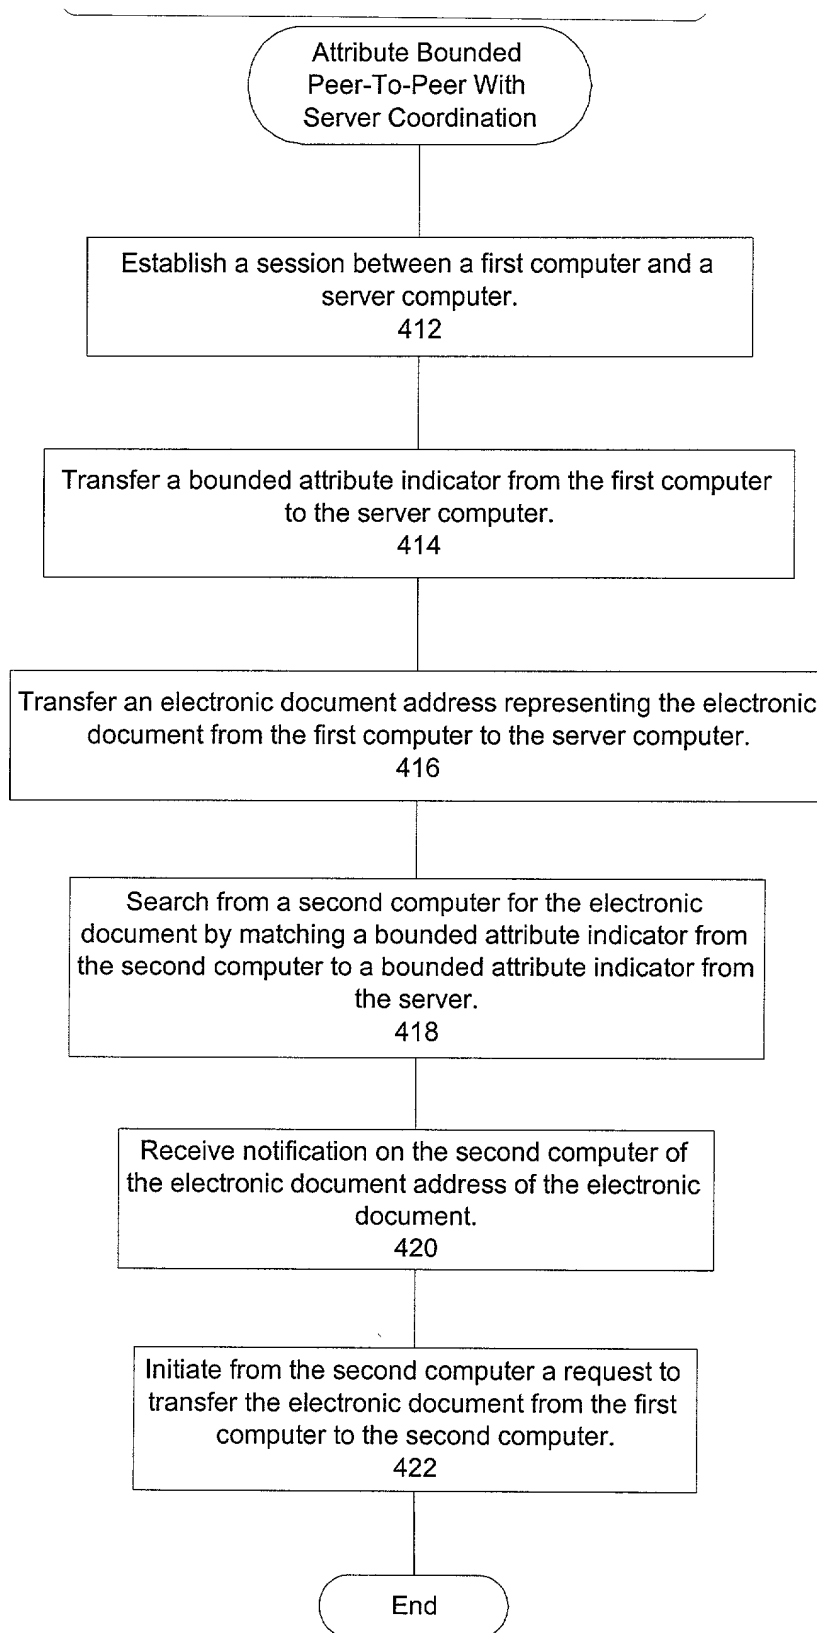 Attribute Bounded
Peer-To-Peer With
Server Coordination
Establish a session between a first computer and a
server computer.
412
Transfer a bounded attribute indicator from the first computer
to the server computer.
414
Transfer an electronic document address representing the electronic
document from the first computer to the server computer.
416
Search from a second computer for the electronic
document by matching a bounded attribute indicator from
the second computer to a bounded attribute indicator from
the server.
418
Receive notification on the second computer of
the electronic document address of the electronic
document.
420
Initiate from the second computer a request to
transfer the electronic document from the first
computer to the second computer.
422
End